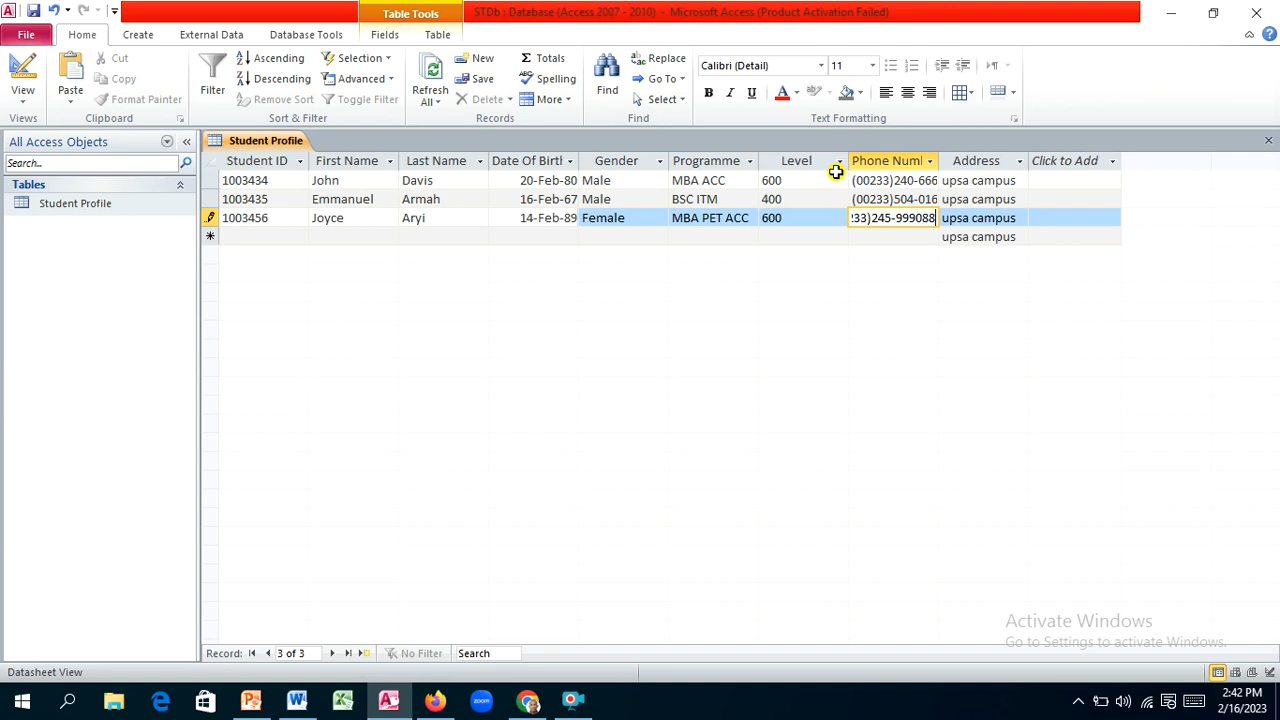 Table Tools
STDb : Database (Access 2007 - 2010) - Microsoft Access (Product Activation Failed)
File Home Create External Data Database Tools Fields Table
View
Views
Paste
Cut
Copy
Format Painter
Clipboard
Filter
Ascending
Descending
Remove Sort
Selection
Advanced
Toggle Filter
Sort & Filter
Refresh All
New
Save
Delete
Totals
Spelling
More
Records
Find
Replace
Go To
Select
Find
Calibri (Detail) 11
B I U A
Text Formatting
All Access Objects
Search...
Tables
Student Profile
Student Profile
Student ID First Name Last Name Date Of Birtl Gender Programme Level Phone Numl Address Click to Add
1003434 John Davis 20-Feb-80 Male MBA ACC 600 (00233)240-666 upsa campus
1003435 Emmanuel Armah 16-Feb-67 Male BSC ITM 400 (00233)504-016 upsa campus
1003456 Joyce Aryi 14-Feb-89 Female MBA PET ACC 600 33)245-999088 upsa campus
upsa campus
Activate Windows
Go to Settings to activate Windows.
Record: 3 of 3 No Filter Search
Datasheet View
2:42 PM
2/16/2023